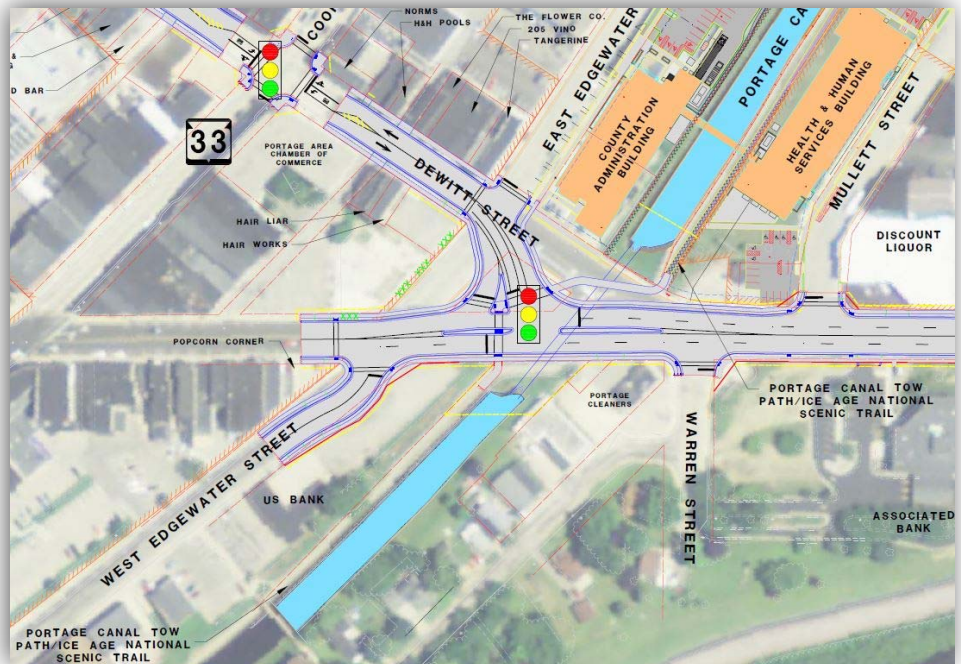 NORMS
H&H POOLS
THE FLOWER CO.
205 VINO
TANGERINE
COO
&
D BAR
33
PORTAGE AREA
CHAMBER OF
COMMERCE
HAIR LIAR
HAIR WORKS
DEWITT STREET
EAST EDGEWATER
COUNTY
ADMINISTRATION
BUILDING
PORTAGE CA
HEALTH & HUMAN
SERVICES BUILDING
MULLETT STREET
DISCOUNT
LIQUOR
POPCORN CORNER
PORTAGE
CLEANERS
PORTAGE CANAL TOW
PATH/ICE AGE NATIONAL
SCENIC TRAIL
WARREN STREET
WEST EDGEWATER STREET
US BANK
ASSOCIATED
BANK
PORTAGE CANAL TOW
PATH/ICE AGE NATIONAL
SCENIC TRAIL